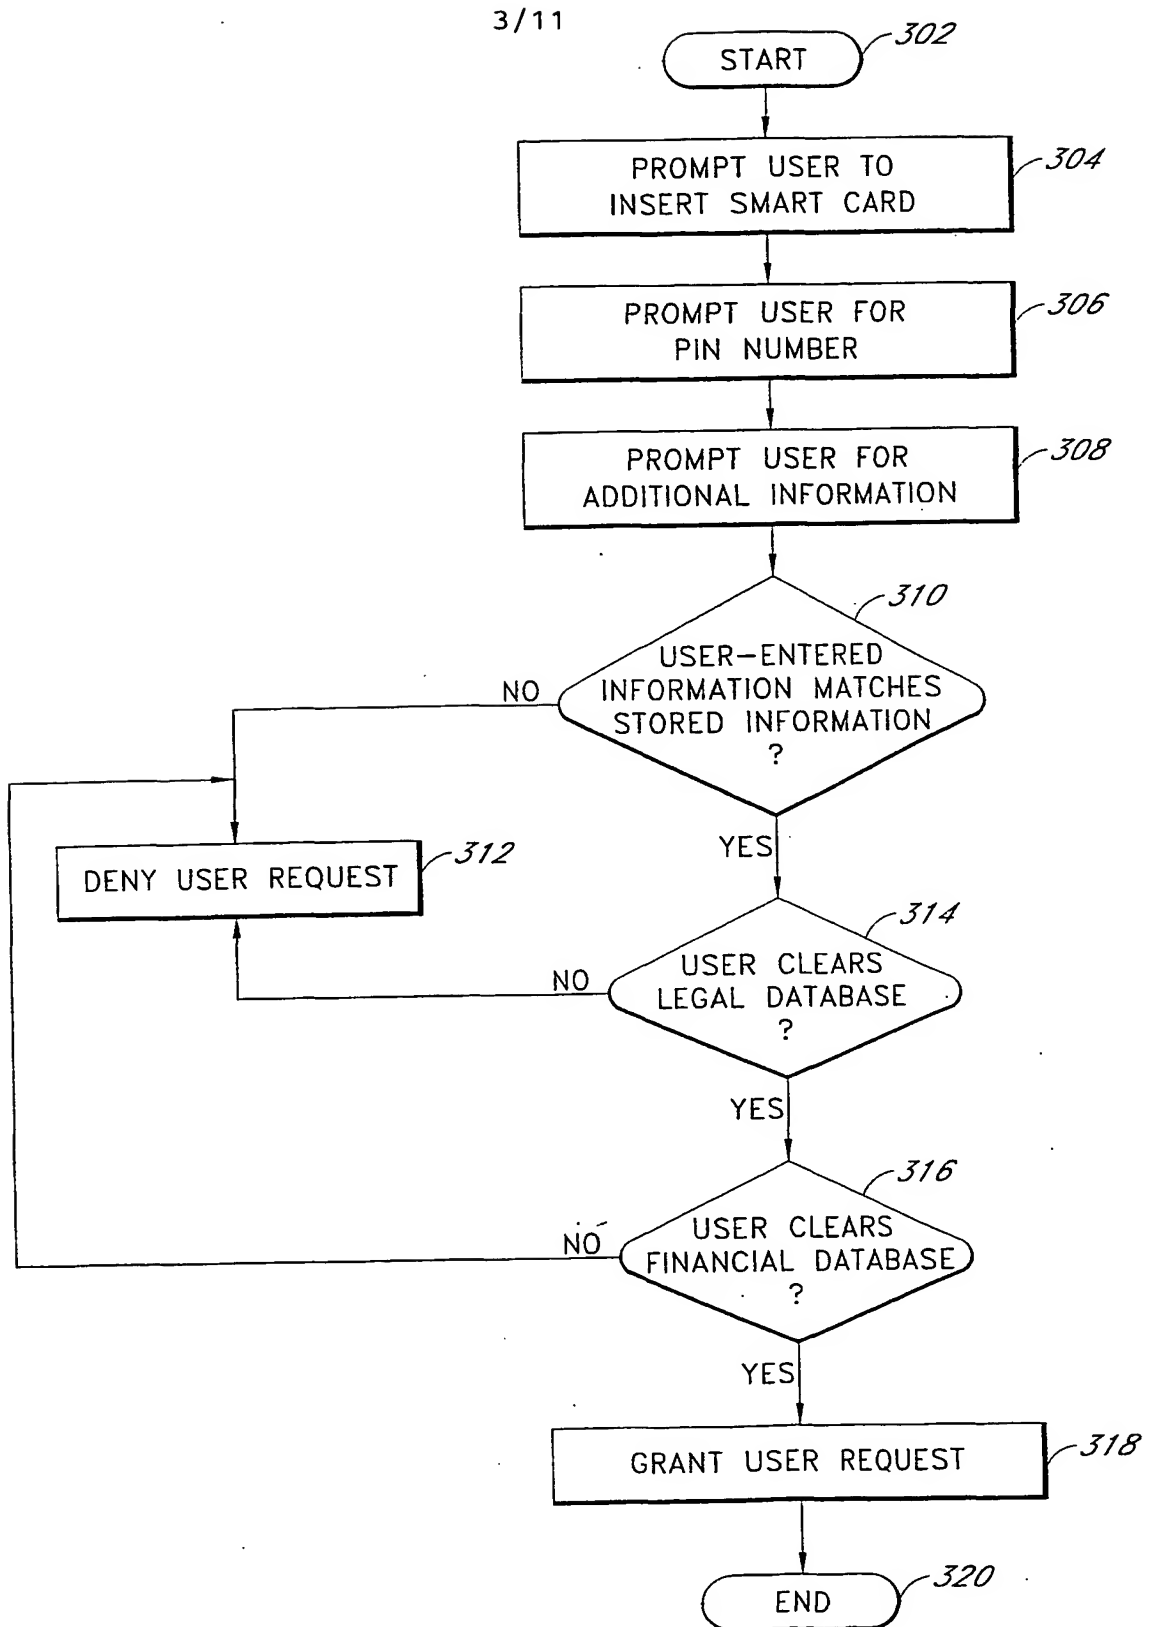 3/11
START
302
PROMPT USER TO
INSERT SMART CARD
304
PROMPT USER FOR
PIN NUMBER
306
PROMPT USER FOR
ADDITIONAL INFORMATION
308
310
USER-ENTERED
INFORMATION MATCHES
STORED INFORMATION
?
NO
YES
DENY USER REQUEST
312
314
USER CLEARS
LEGAL DATABASE
?
NO
YES
316
USER CLEARS
FINANCIAL DATABASE
?
NO
YES
GRANT USER REQUEST
318
END
320